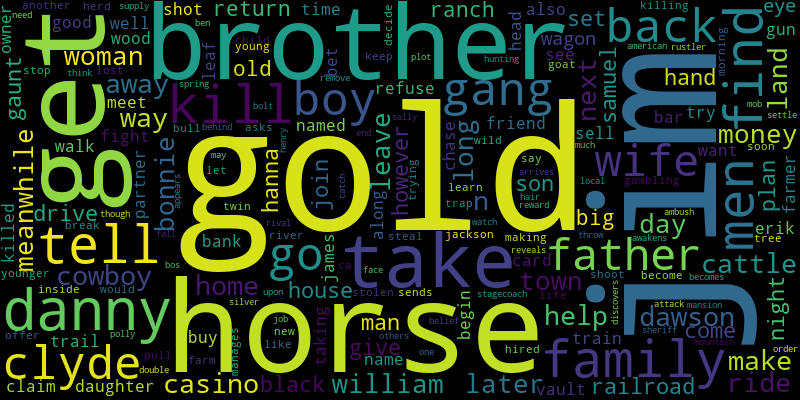 gold
horse
brother
jim
get
take
danny
tell
kill
clyde
family
gang
boy
go
father
wife
back
find
men
cowboy
william
casino
later
railroad
ride
make
dawson
come
cattle
help
town
house
home
bonnie
meanwhile
drive
way
away
woman
gaunt
money
land
night
plan
samuel
next
long
leave
however
hanna
son
big
day
return
ranch
old
set
hand
eye
gun
well
wood
good
meet
fight
walk
trail
claim
daughter
black
give
name
man
train
vault
card
join
bank
named
refuse
friend
shot
time
also
wagon
see
head
bar
try
want
sell
erik
farmer
owner
another
herd
supply
need
ben
young
child
leaf
bet
keep
decide
plot
hunting
goat
killing
american
rustler
morning
mob
settle
stop
think
lost
spring
remove
bolt
behind
bull
asks
henry
sally
end
chase
wild
soon
much
gambling
partner
killed
younger
though
break
appears
let
may
twin
river
rival
fall
bos
along
trying
catch
learn
say
arrives
hair
reward
trap
watch
local
throw
ambush
tree
awakens
jackson
making
reveals
steal
james
face
stolen
sends
begin
stagecoach
life
shoot
become
becomes
attack
mansion
discovers
sheriff
mountain
order
inside
would
silver
upon
others
belief
one
hired
offer
polly
double
pull
buy
farm
manages
job
new
like
taking